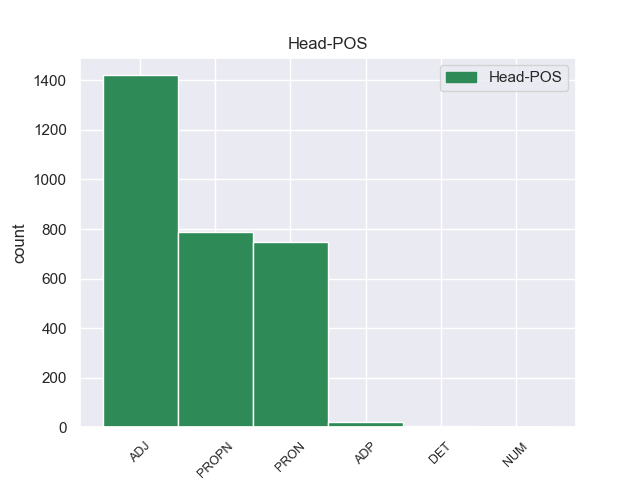 Head-POS
Head-POS
1400
1200
1000
800
600
400
200
0
count
ADJ
PROPN
PRON
ADP
DET
NUM